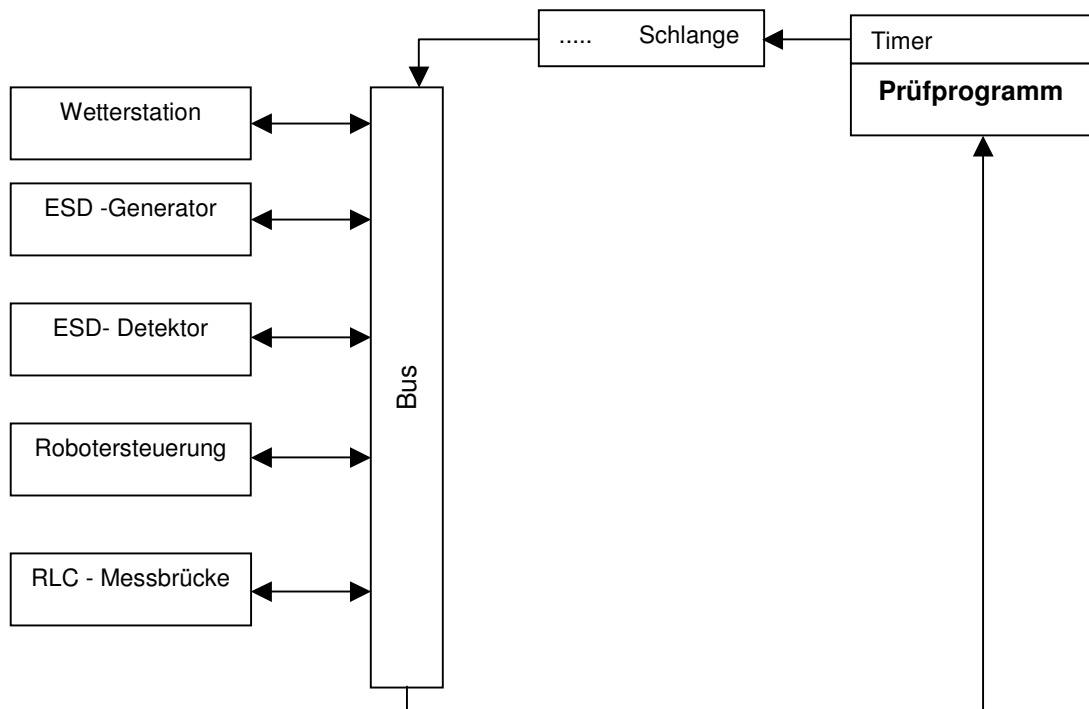 ..... Schlange
Timer
Prüfprogramm
Wetterstation
ESD -Generator
ESD- Detektor
Robotersteuerung
RLC - Messbrücke
Bus